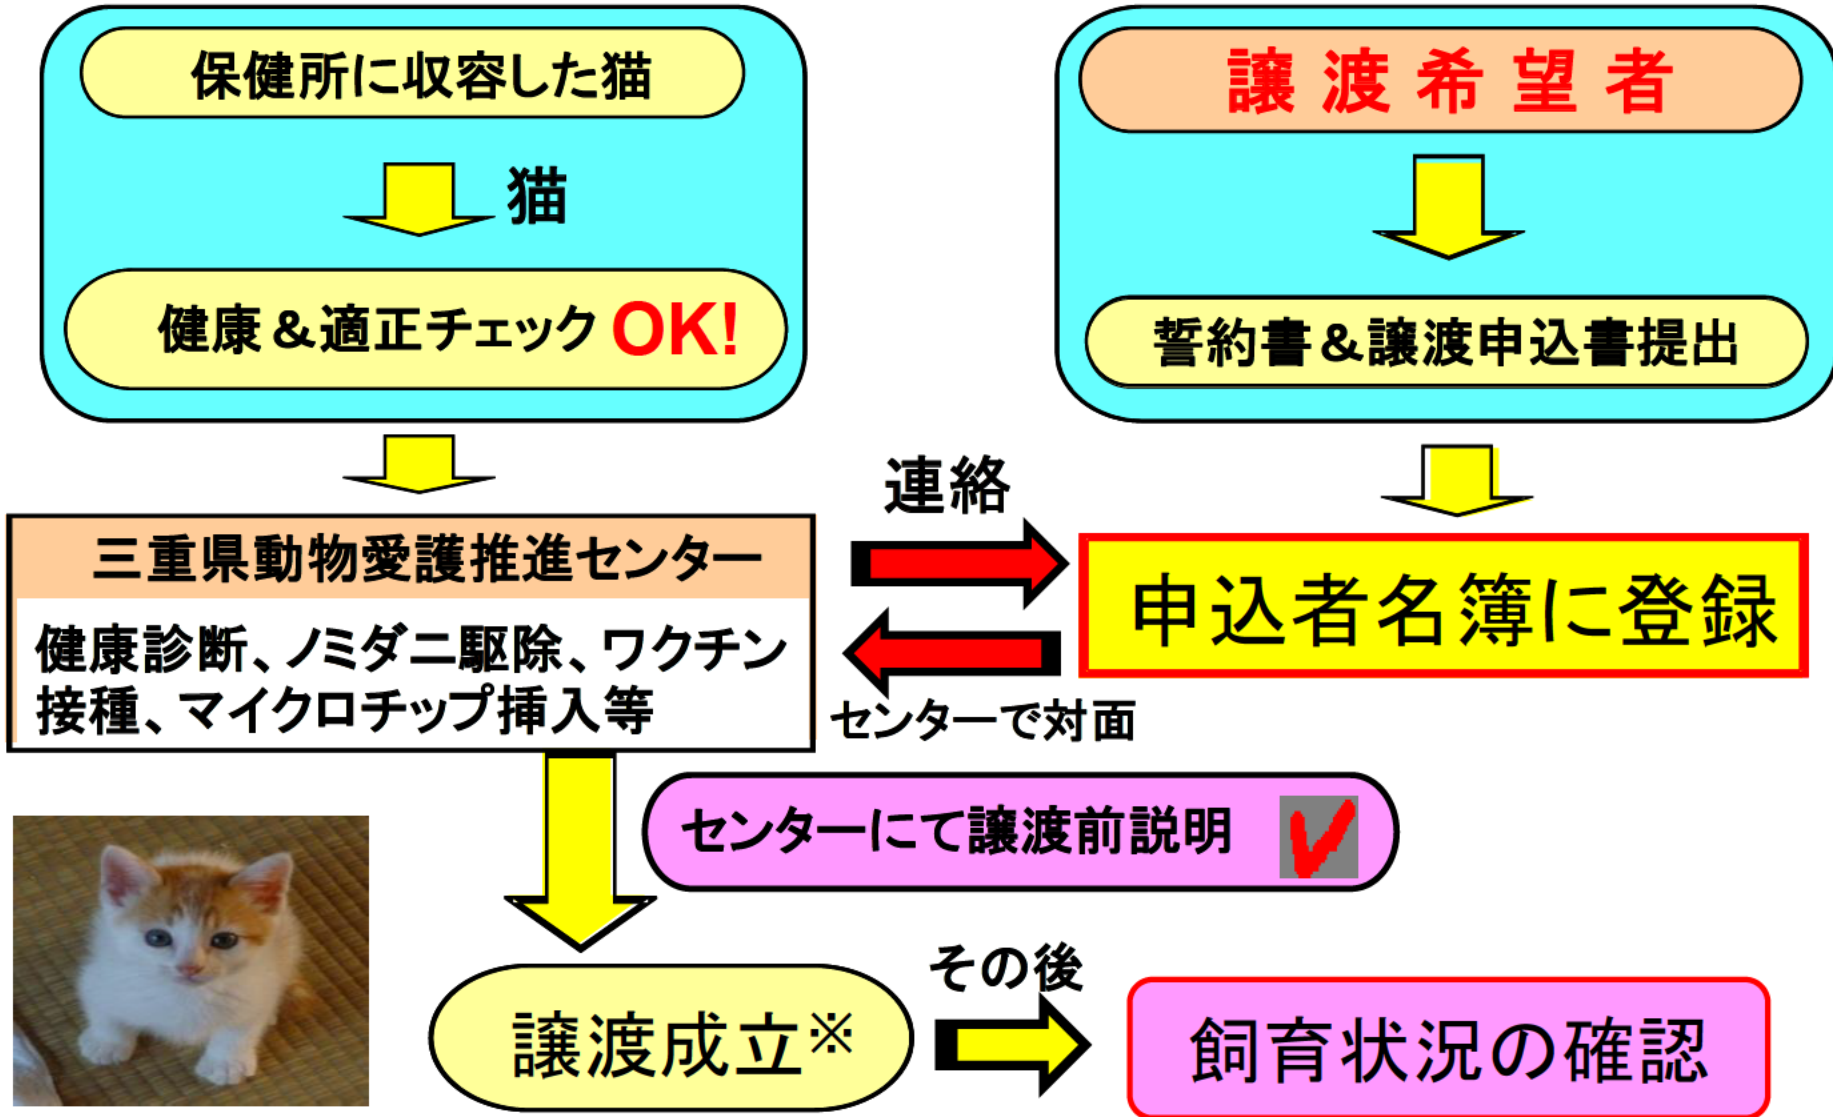 保健所に収容した猫
猫
健康&適正チェック OK!
譲渡希望者
誓約書&譲渡申込書提出
三重県動物愛護推進センター
健康診断、ノミダニ駆除、ワクチン
接種、マイクロチップ挿入等
連絡
センターで対面
申込者名簿に登録
センターにて譲渡前説明
譲渡成立※
その後
飼育状況の確認